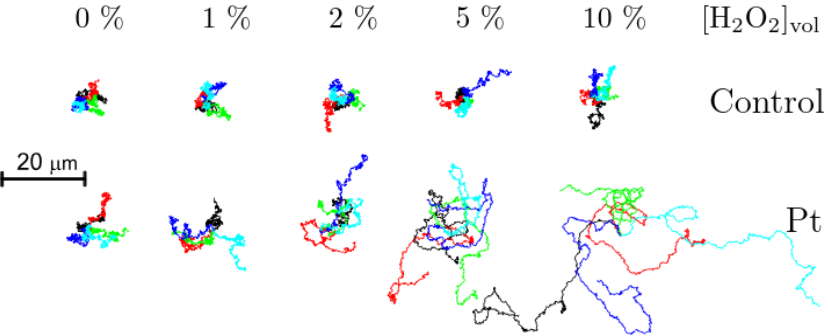 0 % 1 % 2 % 5 % 10 % [H₂O₂]vol
Control
20 μm
Pt